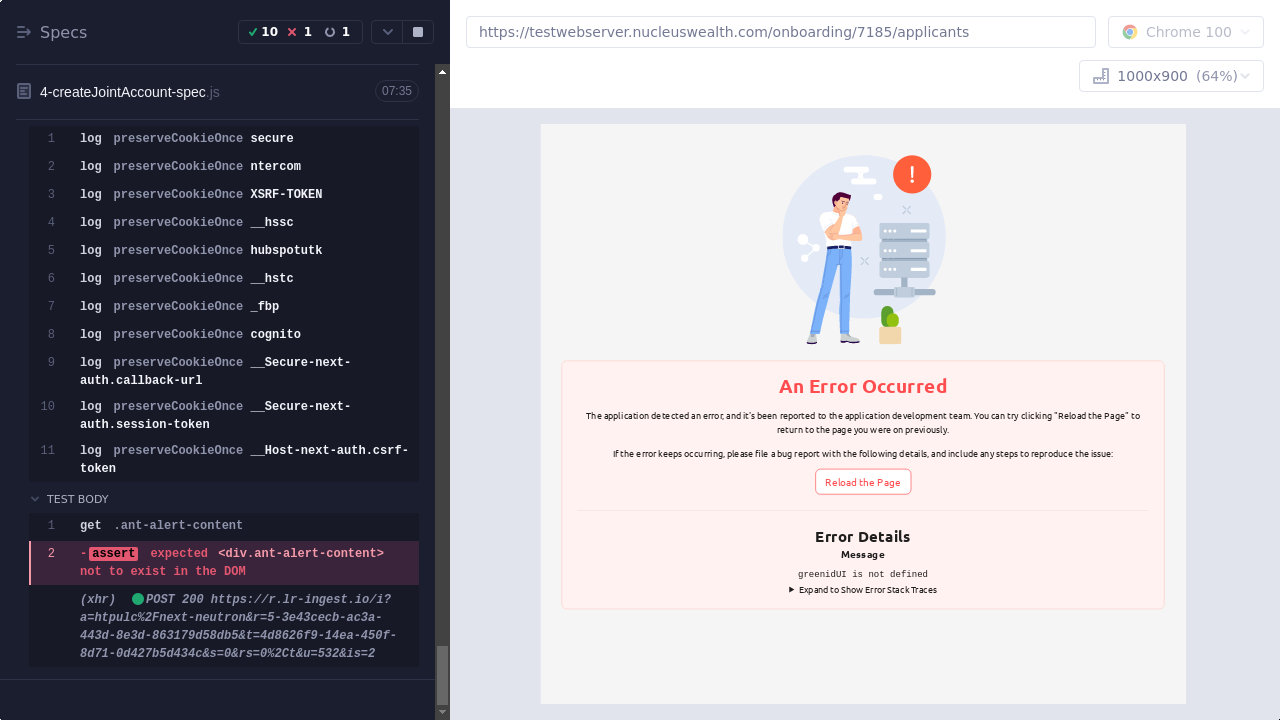 Specs
10
1
1
https://testwebserver.nucleuswealth.com/onboarding/7185/applicants
Chrome 100
1000x900 (64%)
4-createJointAccount-spec.js
07:35
1 log preserveCookieOnce secure
2 log preserveCookieOnce ntercom
3 log preserveCookieOnce XSRF-TOKEN
4 log preserveCookieOnce __hssc
5 log preserveCookieOnce hubspotutk
6 log preserveCookieOnce __hstc
7 log preserveCookieOnce _fbp
8 log preserveCookieOnce cognito
9 log preserveCookieOnce __Secure-next-
auth.callback-url
10 log preserveCookieOnce __Secure-next-
auth.session-token
11 log preserveCookieOnce __Host-next-auth.csrf-
token
TEST BODY
1 get .ant-alert-content
2 -assert expected <div.ant-alert-content>
not to exist in the DOM
(xhr) POST 200 https://r.lr-ingest.io/i?
a=htpulc%2Fnext-neutron&r=5-3e43cecb-ac3a-
443d-8e3d-863179d58db5&t=4d8626f9-14ea-450f-
8d71-0d427b5d434c&s=0&rs=0%2Ct&u=532&is=2
!
An Error Occurred
The application detected an error, and it's been reported to the application development team. You can try clicking "Reload the Page" to
return to the page you were on previously.
If the error keeps occurring, please file a bug report with the following details, and include any steps to reproduce the issue:
Reload the Page
Error Details
Message
greenidUI is not defined
Expand to Show Error Stack Traces